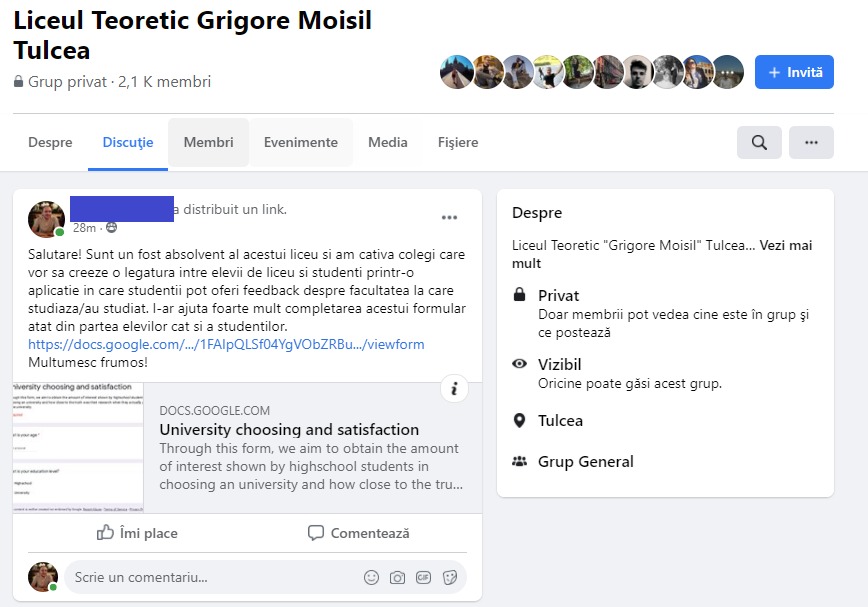 Liceul Teoretic Grigore Moisil
Tulcea
Grup privat · 2,1 K membri
Invită
Despre
Discuție
Membri
Evenimente
Media
Fișiere
a distribuit un link.
28m ·
Salutare! Sunt un fost absolvent al acestui liceu si am cativa colegi care
vor sa creeze o legatura intre elevii de liceu si studenti printr-o
aplicatie in care studentii pot oferi feedback despre facultatea la care
studiaza/au studiat. I-ar ajuta foarte mult completarea acestui formular
atat din partea elevilor cat si a studentilor.
https://docs.google.com/.../1FAIpQLSf04YgVObZRBu.../viewform
Multumesc frumos!
niversity choosing and satisfaction
DOCS.GOOGLE.COM
University choosing and satisfaction
Through this form, we aim to obtain the amount
of interest shown by highschool students in
choosing an university and how close to the tru...
Îmi place
Comentează
Scrie un comentariu...
GIF
Despre
Liceul Teoretic "Grigore Moisil" Tulcea... Vezi mai
mult
Privat
Doar membrii pot vedea cine este în grup și
ce postează
Vizibil
Oricine poate găsi acest grup.
Tulcea
Grup General